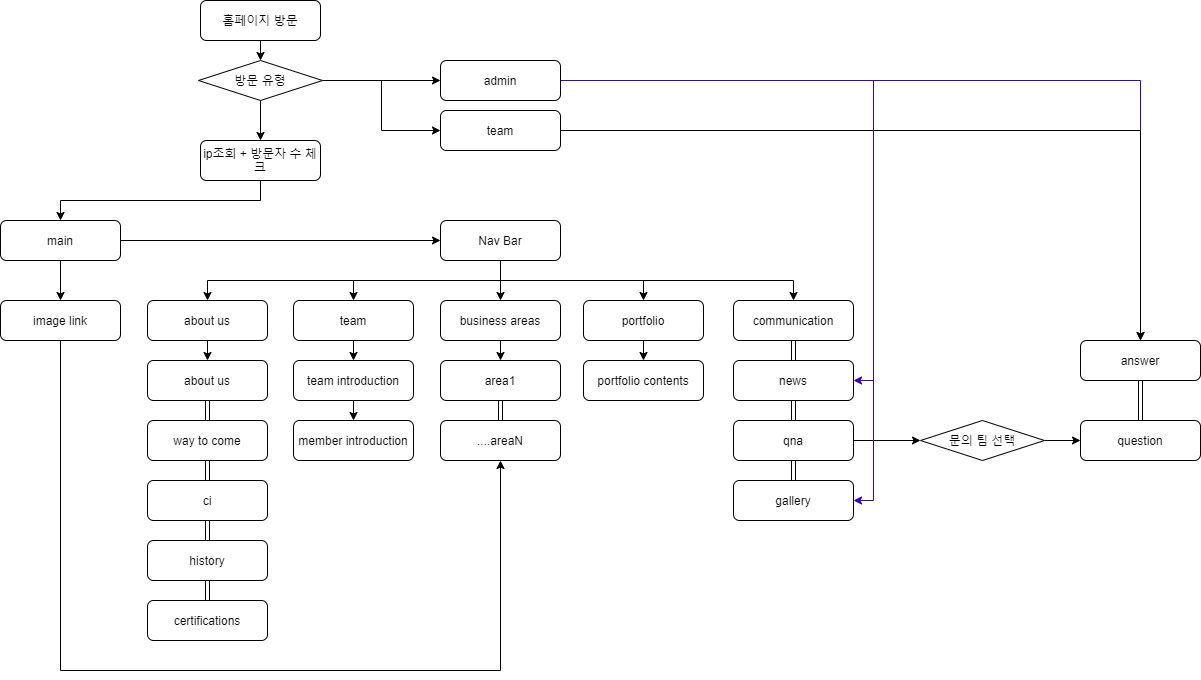 홈페이지 방문
방문 유형
admin
team
ip조회 + 방문자 수 체
크
main
Nav Bar
image link
about us
team
business areas
portfolio
communication
answer
about us
team introduction
area1
portfolio contents
news
way to come
member introduction
....areaN
qna
문의 팀 선택
question
ci
gallery
history
certifications